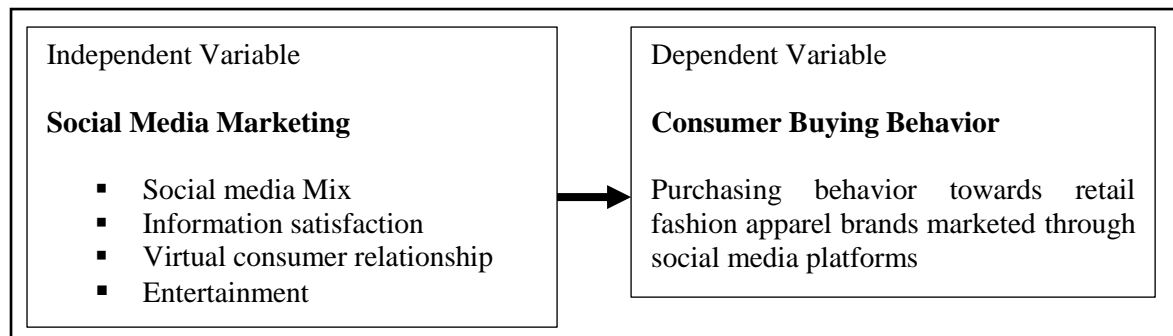 Independent Variable
Social Media Marketing
▪ Social media Mix
▪ Information satisfaction
▪ Virtual consumer relationship
▪ Entertainment
Dependent Variable
Consumer Buying Behavior
Purchasing behavior towards retail
fashion apparel brands marketed through
social media platforms